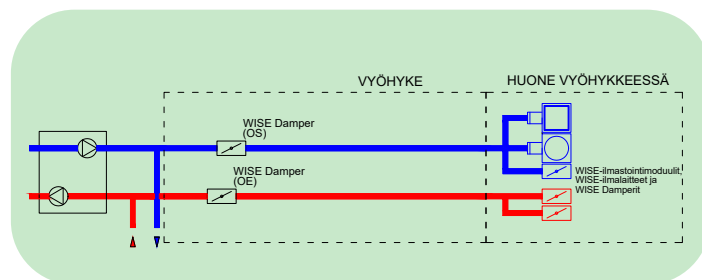 VYÖHYKE
HUONE VYÖHYKKEESSÄ
WISE Damper
(OS)
WISE Damper
(OE)
WISE-ilmastointimoduulit,
WISE-ilmalaitteet ja
WISE Damperit